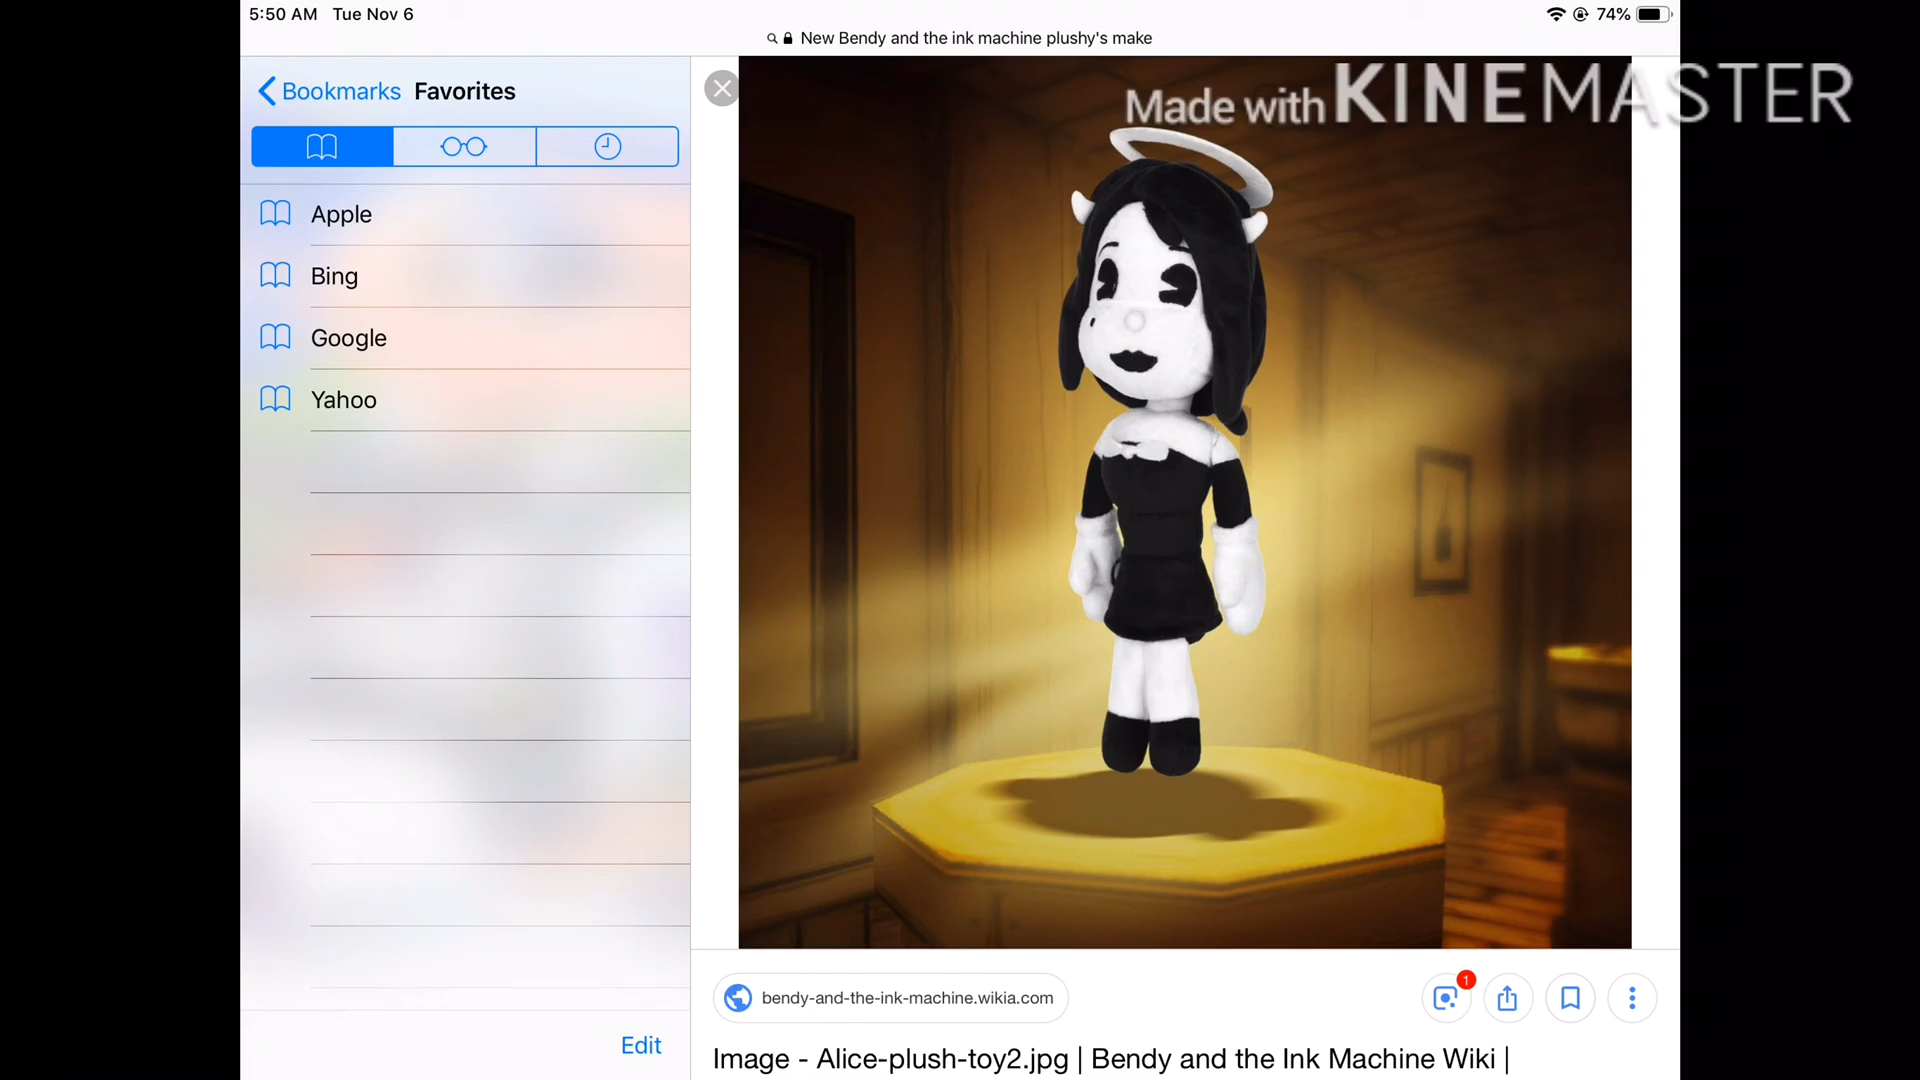 5:50 AM Tue Nov 6
74%
New Bendy and the ink machine plushy's make
Bookmarks Favorites
Made with KINEMASTER
Apple
Bing
Google
Yahoo
1
bendy-and-the-ink-machine.wikia.com
Edit
Image - Alice-plush-toy2.jpg | Bendy and the Ink Machine Wiki |